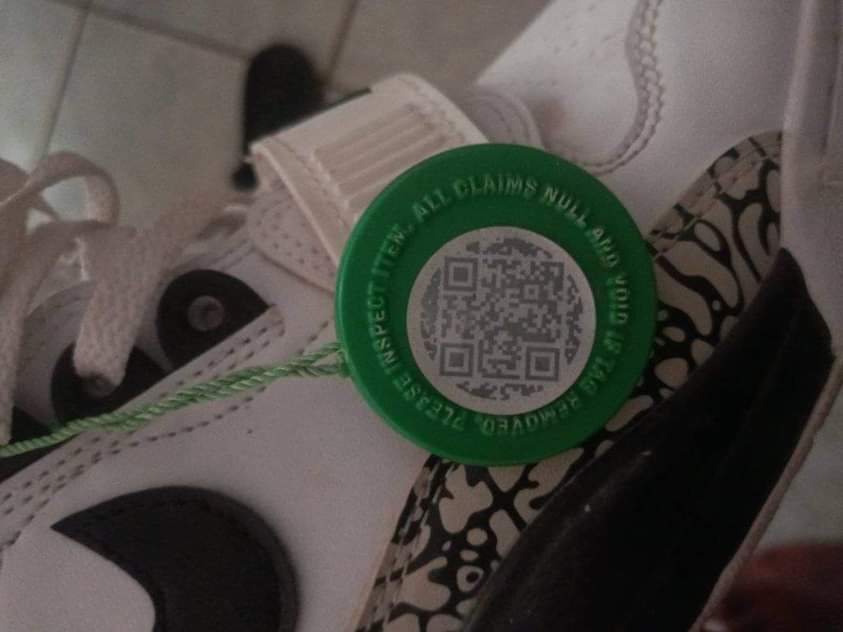 PLEASE INSPECT ITEM. ALL CLAIMS NULL AND VOID IF TAG REMOVED.